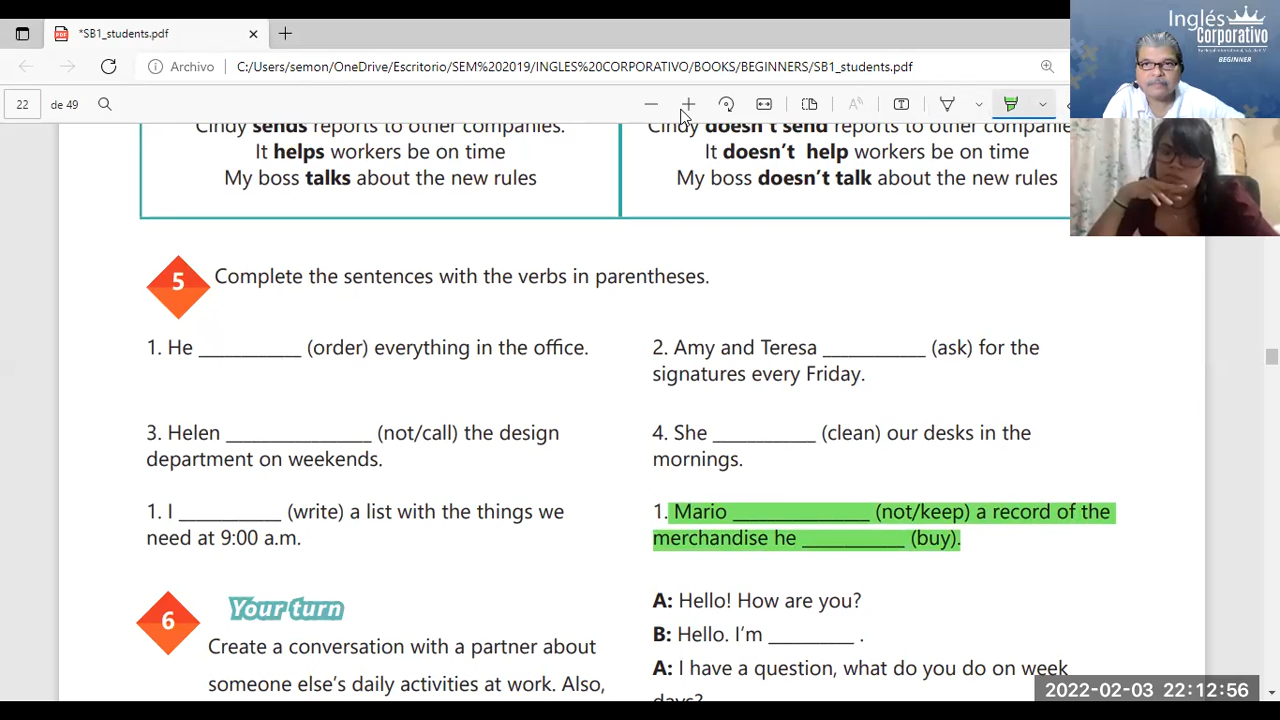 *SB1_students.pdf
Archivo C:/Users/semon/OneDrive/Escritorio/SEM%202019/INGLES%20CORPORATIVO/BOOKS/BEGINNERS/SB1_students.pdf
22 de 49
Inglés
Corporativo
BEGINNER
Cindy sends reports to other companies.
It helps workers be on time
My boss talks about the new rules
Cindy doesn't send reports to other companie
It doesn't help workers be on time
My boss doesn't talk about the new rules
5 Complete the sentences with the verbs in parentheses.
1. He __________ (order) everything in the office.
2. Amy and Teresa __________ (ask) for the
signatures every Friday.
3. Helen ______________ (not/call) the design
department on weekends.
4. She __________ (clean) our desks in the
mornings.
1. I __________ (write) a list with the things we
need at 9:00 a.m.
1. Mario _____________ (not/keep) a record of the
merchandise he __________ (buy).
6 Your turn
Create a conversation with a partner about
someone else's daily activities at work. Also,
A: Hello! How are you?
B: Hello. I'm ________ .
A: I have a question, what do you do on week
days?
2022-02-03 22:12:56